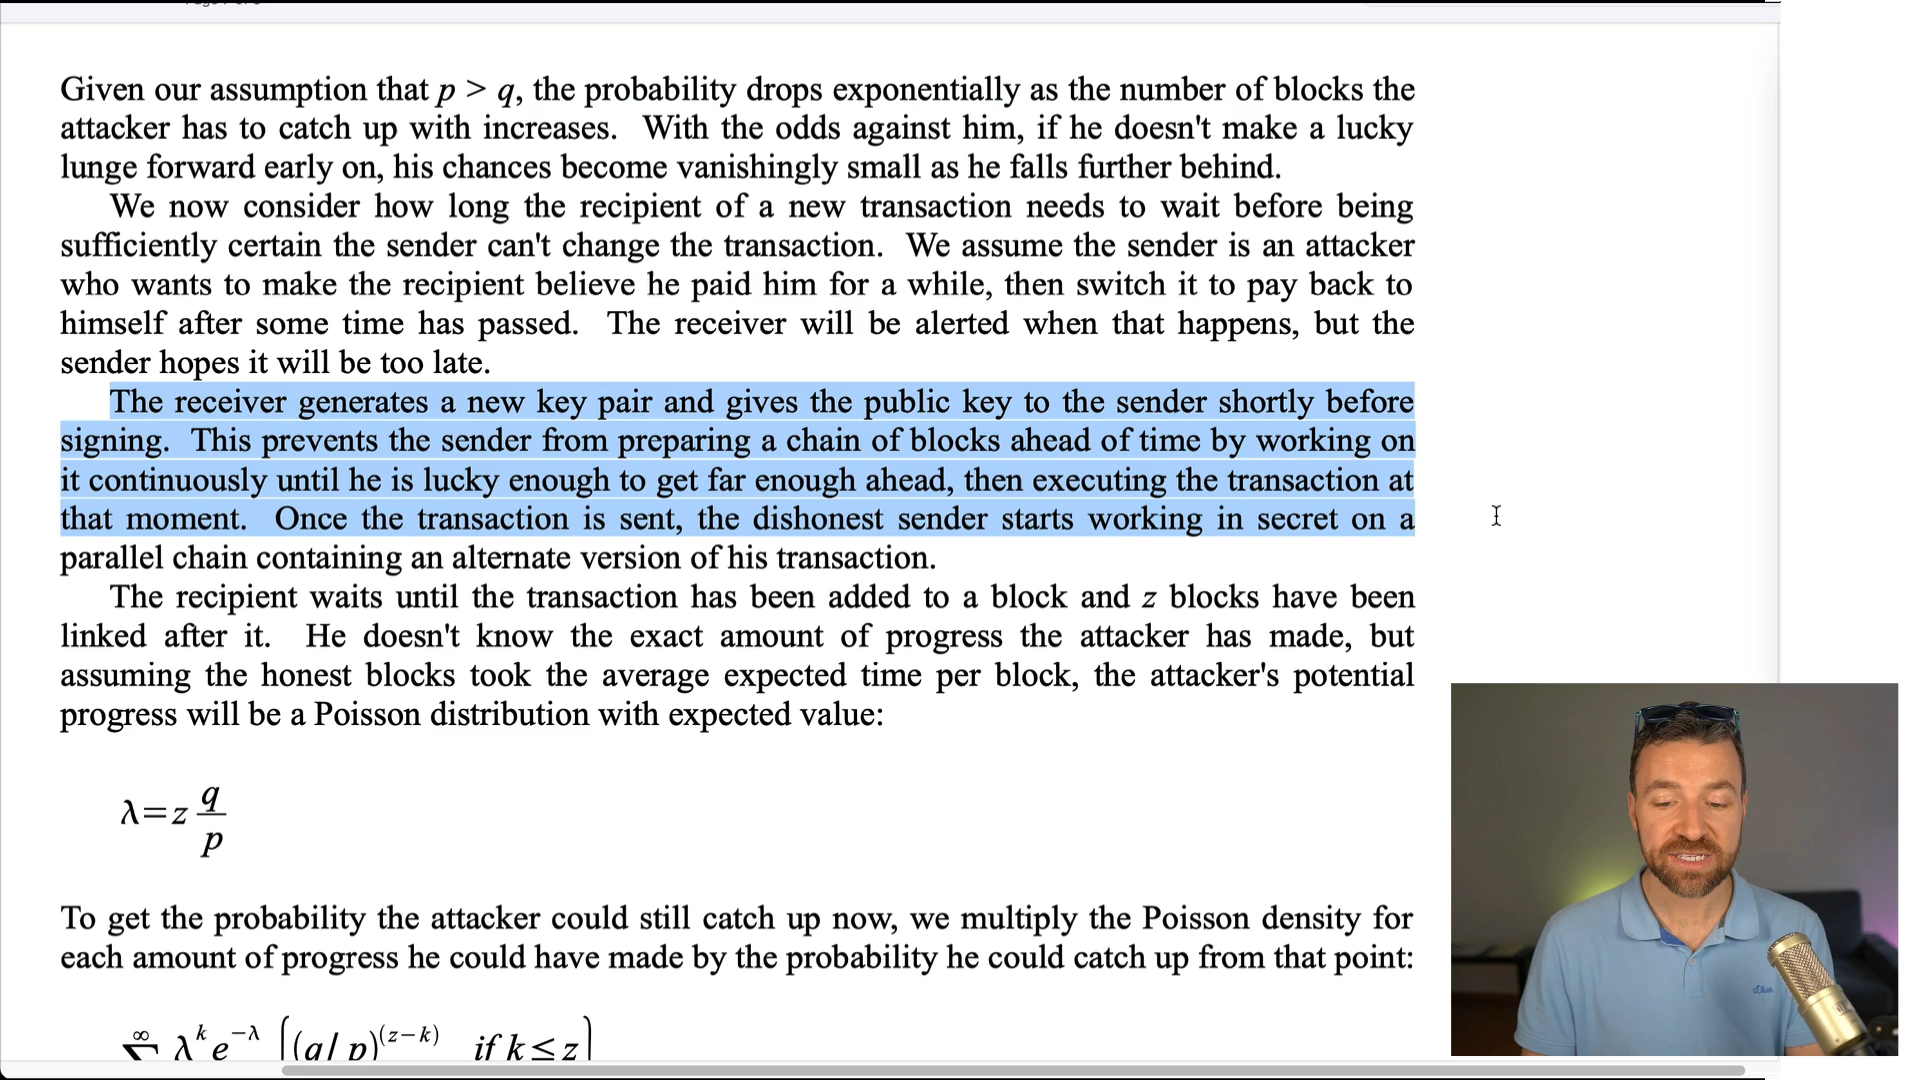 Given our assumption that p > q, the probability drops exponentially as the number of blocks the
attacker has to catch up with increases. With the odds against him, if he doesn't make a lucky
lunge forward early on, his chances become vanishingly small as he falls further behind.
We now consider how long the recipient of a new transaction needs to wait before being
sufficiently certain the sender can't change the transaction. We assume the sender is an attacker
who wants to make the recipient believe he paid him for a while, then switch it to pay back to
himself after some time has passed. The receiver will be alerted when that happens, but the
sender hopes it will be too late.
The receiver generates a new key pair and gives the public key to the sender shortly before
signing. This prevents the sender from preparing a chain of blocks ahead of time by working on
it continuously until he is lucky enough to get far enough ahead, then executing the transaction at
that moment. Once the transaction is sent, the dishonest sender starts working in secret on a
parallel chain containing an alternate version of his transaction.
The recipient waits until the transaction has been added to a block and z blocks have been
linked after it. He doesn't know the exact amount of progress the attacker has made, but
assuming the honest blocks took the average expected time per block, the attacker's potential
progress will be a Poisson distribution with expected value:
λ=z q/p
To get the probability the attacker could still catch up now, we multiply the Poisson density for
each amount of progress he could have made by the probability he could catch up from that point:
∞ λ^k e^−λ (q/p)^(z−k) if k≤z